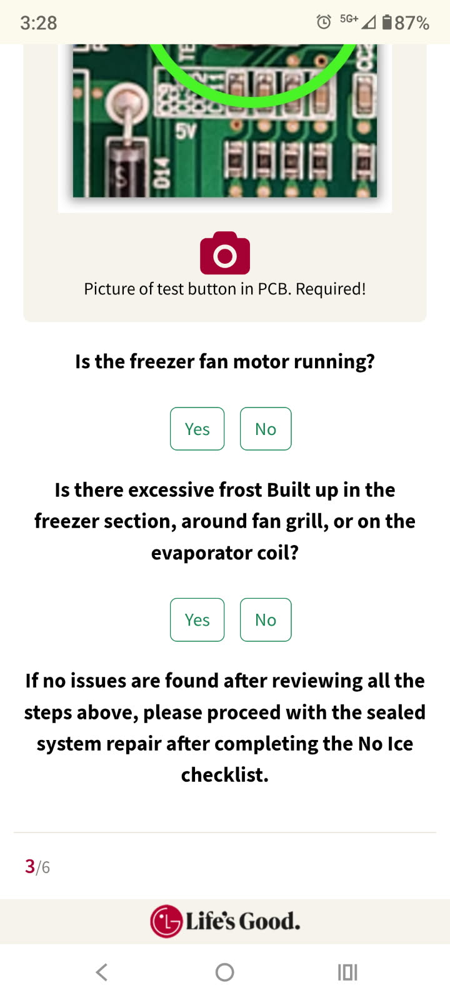 3:28
5G+
87%
TE
CC2
5V
D14
S
Picture of test button in PCB. Required!
Is the freezer fan motor running?
Yes No
Is there excessive frost Built up in the
freezer section, around fan grill, or on the
evaporator coil?
Yes No
If no issues are found after reviewing all the
steps above, please proceed with the sealed
system repair after completing the No Ice
checklist.
3/6
LG Life's Good.